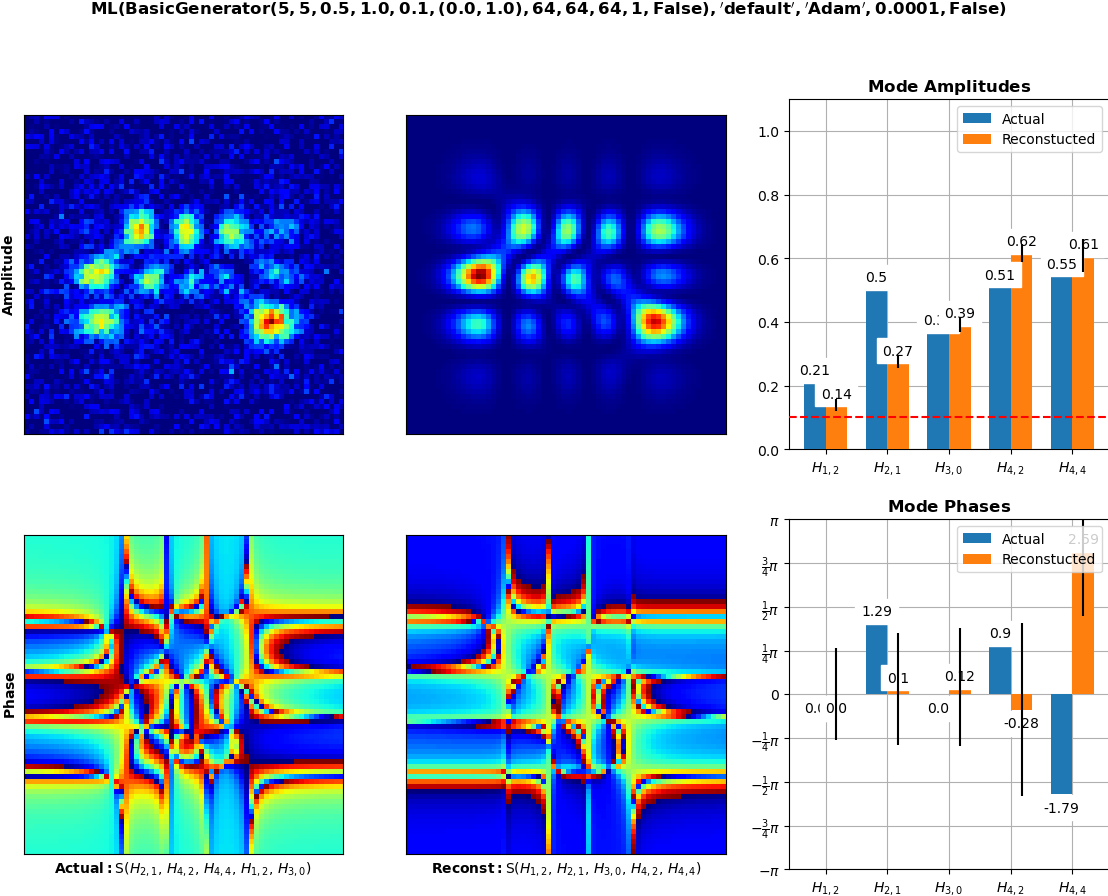 ML(BasicGenerator(5, 5, 0.5, 1.0, 0.1, (0.0, 1.0), 64, 64, 64, 1, False), ′default′, ′Adam′, 0.0001, False)
Amplitude
Mode Amplitudes
Actual
Reconstucted
1.0
0.8
0.6
0.4
0.2
0.0
0.21
0.14
0.5
0.27
0.39
0.51
0.62
0.55
0.61
H1,2
H2,1
H3,0
H4,2
H4,4
Phase
Actual: S(H2,1, H4,2, H4,4, H1,2, H3,0)
Reconst: S(H1,2, H2,1, H3,0, H4,2, H4,4)
Mode Phases
Actual
Reconstucted
π
3/4π
1/2π
1/4π
0
−1/4π
−1/2π
−3/4π
−π
0.0
1.29
0.1
0.0
0.12
0.9
-0.28
-1.79
2.59
H1,2
H2,1
H3,0
H4,2
H4,4